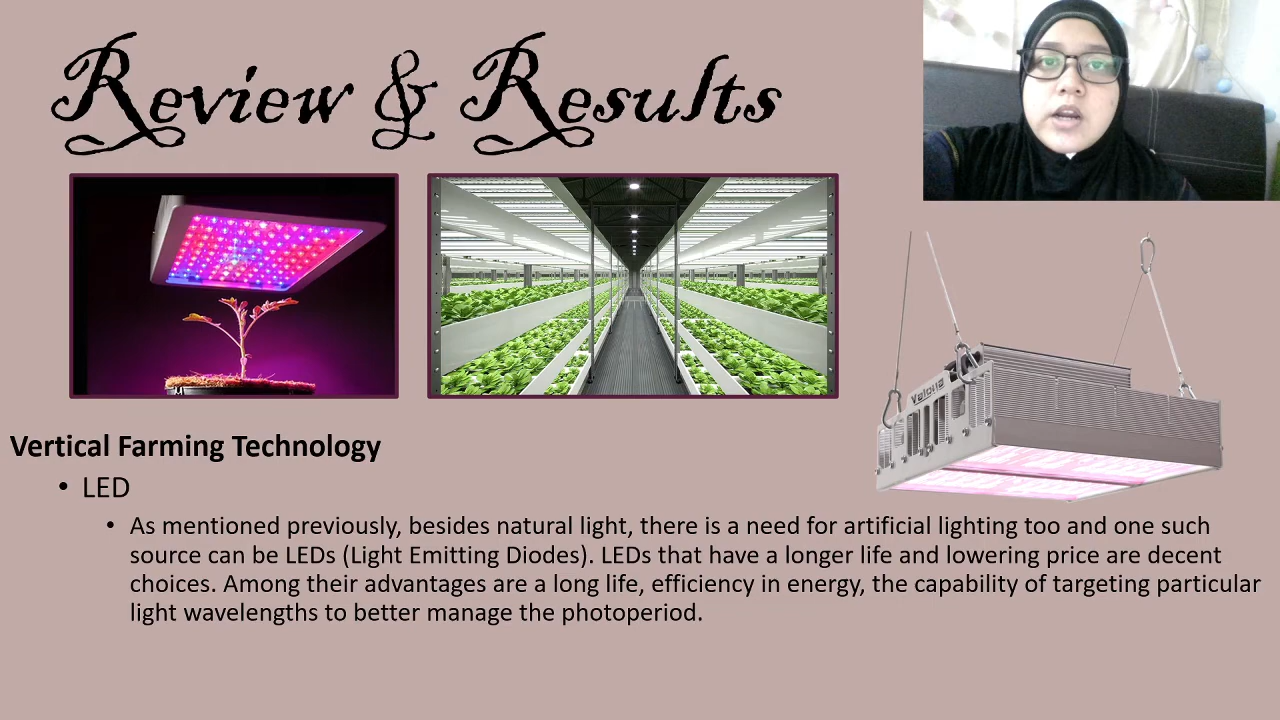 Review & Results
Vertical Farming Technology
• LED
• As mentioned previously, besides natural light, there is a need for artificial lighting too and one such
source can be LEDs (Light Emitting Diodes). LEDs that have a longer life and lowering price are decent
choices. Among their advantages are a long life, efficiency in energy, the capability of targeting particular
light wavelengths to better manage the photoperiod.